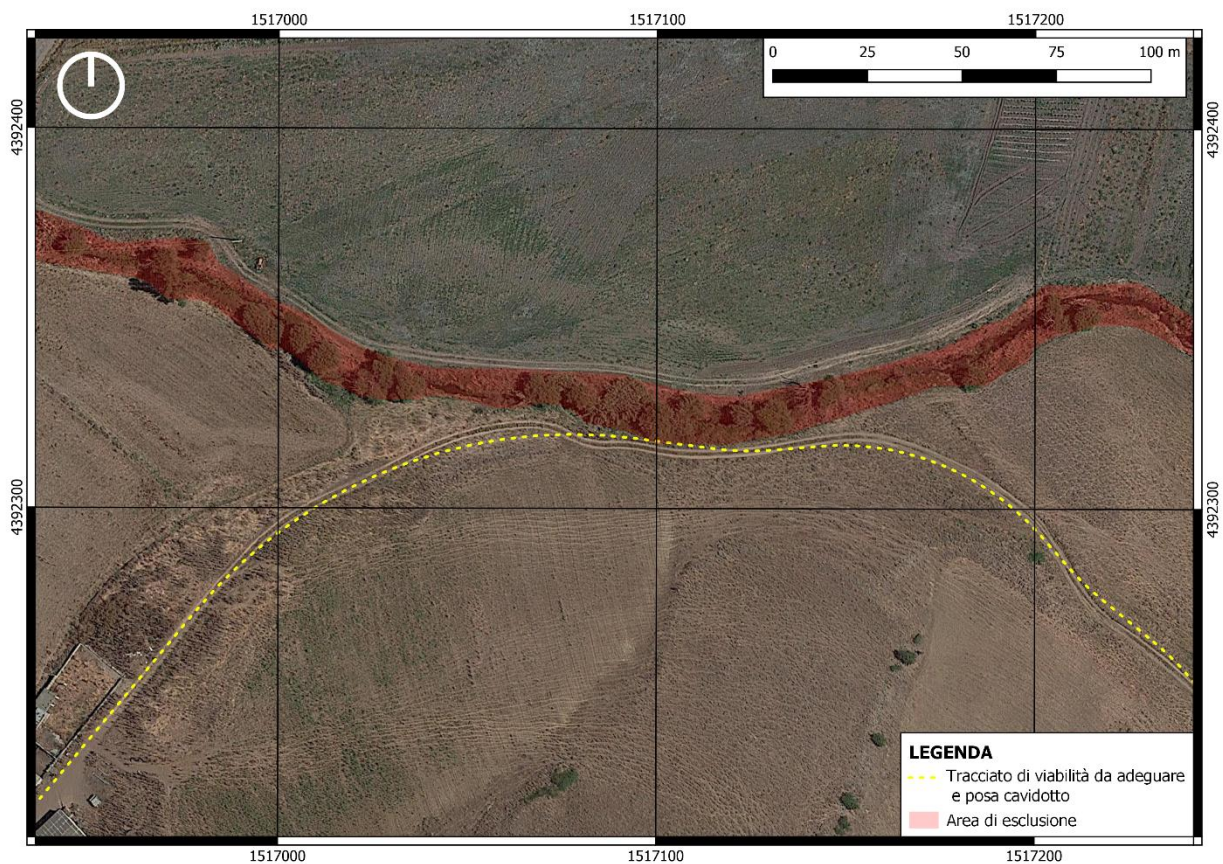 1517000 1517100 1517200
0 25 50 75 100 m
4392400 4392400
4392300 4392300
LEGENDA
Tracciato di viabilità da adeguare
e posa cavidotto
Area di esclusione
1517000 1517100 1517200